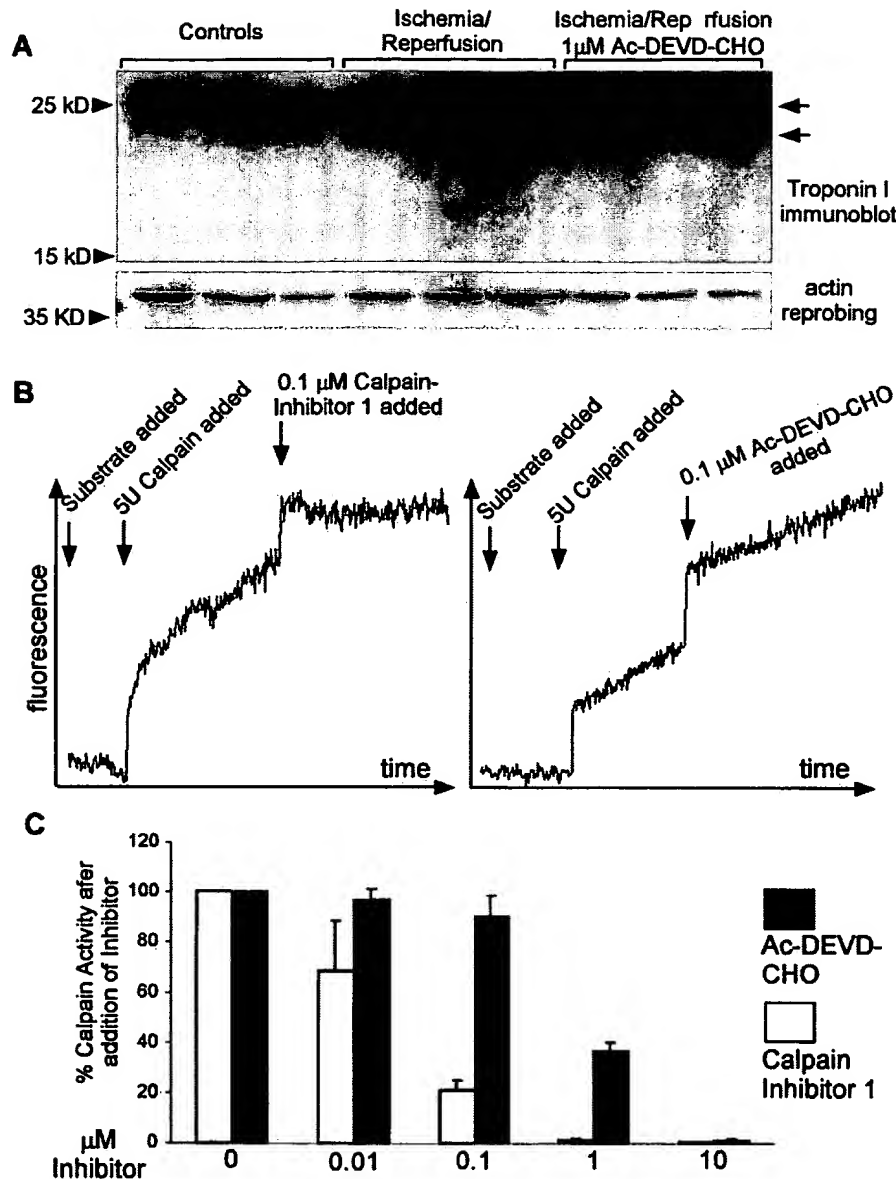 A
Controls
Ischemia/
Reperfusion
Ischemia/Rep rfusion
1μM Ac-DEVD-CHO
25 kD
15 kD
Troponin I
immunoblot
35 KD
actin
reprobing
B
Substrate added
5U Calpain added
0.1 μM Calpain-
Inhibitor 1 added
fluorescence
time
Substrate added
5U Calpain added
0.1 μM Ac-DEVD-CHO
added
time
C
% Calpain Activity afer
addition of Inhibitor
120
100
80
60
40
20
0
μM
Inhibitor
0 0.01 0.1 1 10
Ac-DEVD-
CHO
Calpain
Inhibitor 1